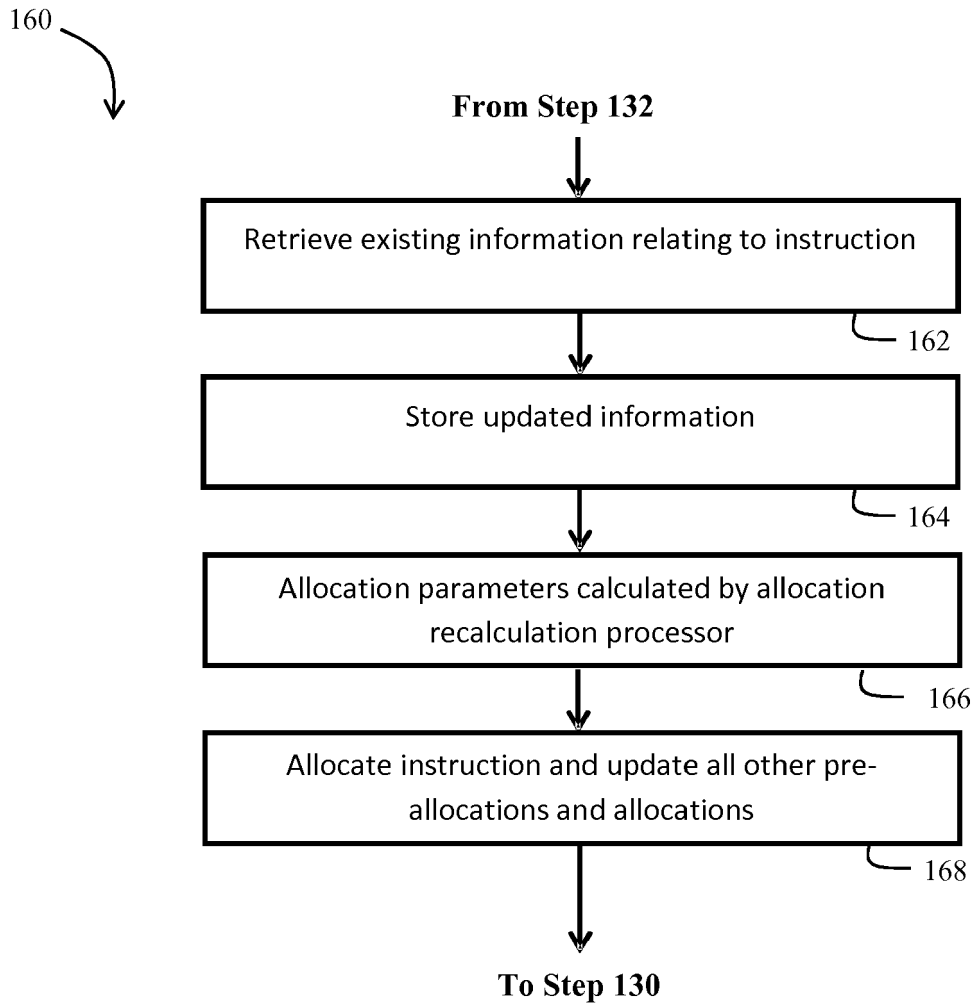 160
From Step 132
Retrieve existing information relating to instruction
162
Store updated information
164
Allocation parameters calculated by allocation
recalculation processor
166
Allocate instruction and update all other pre-
allocations and allocations
168
To Step 130